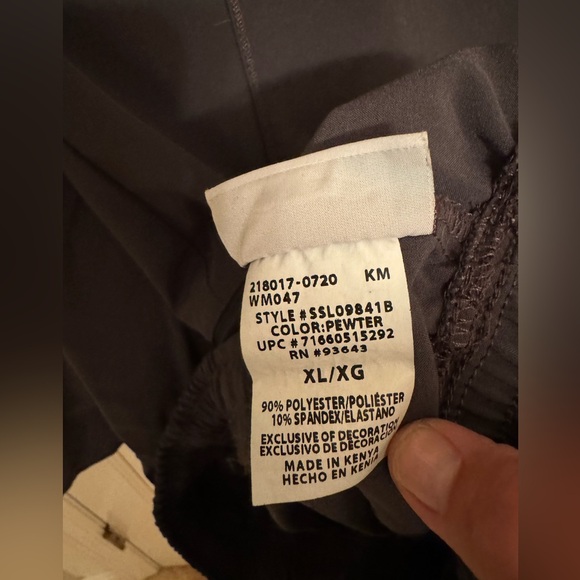 218017-0720 KM
WM047
STYLE # SSL09841B
COLOR:PEWTER
UPC # 71660515292
RN #93643
XL/XG
90% POLYESTER/POLIÉSTER
10% SPANDEX/ELASTANO
EXCLUSIVE OF DECORATION
EXCLUSIVO DE DECORACIÓN
MADE IN KENYA
HECHO EN KENIA